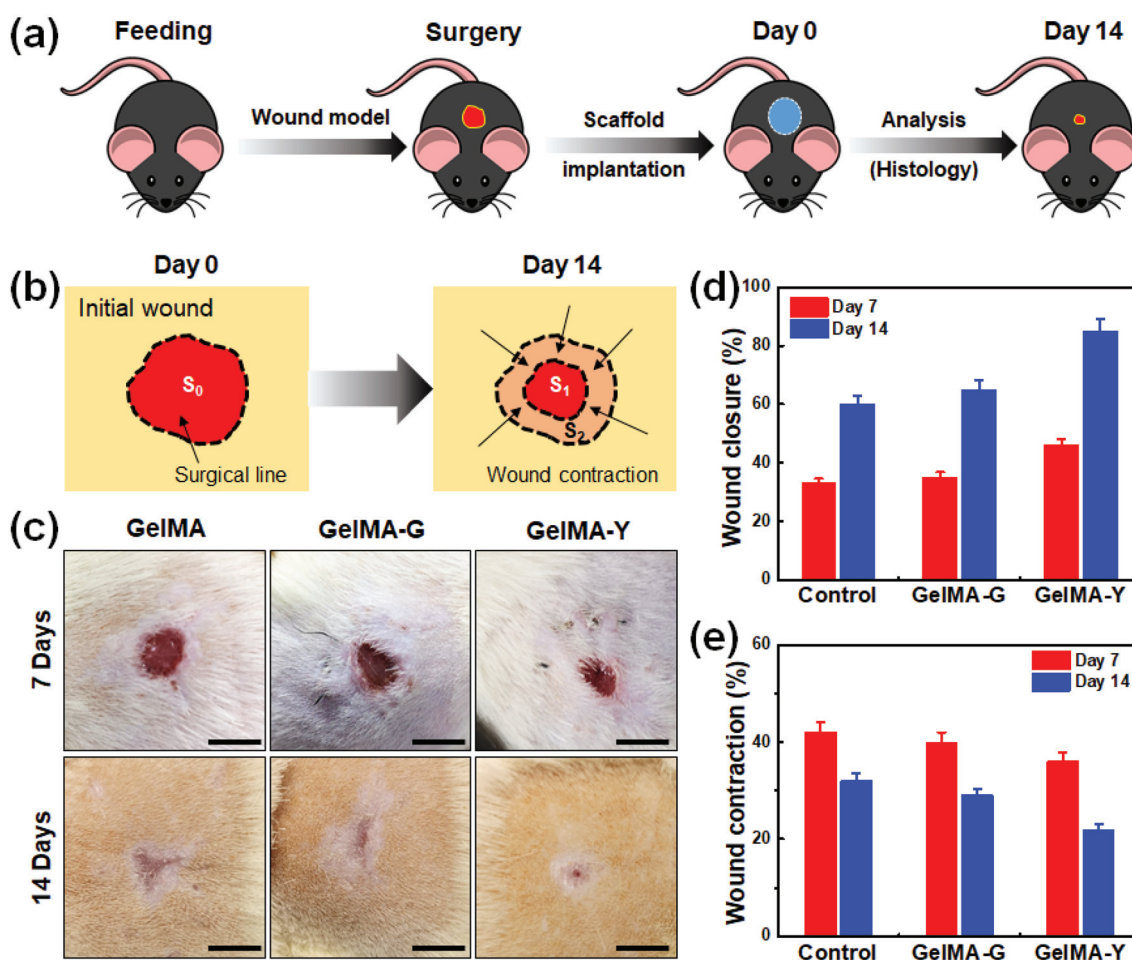 (a)
Feeding
Surgery
Day 0
Day 14
Wound model
Scaffold
implantation
Analysis
(Histology)
(b)
Day 0
Day 14
Initial wound
S0
Surgical line
S1
S2
Wound contraction
(c)
GelMA
GelMA-G
GelMA-Y
7 Days
14 Days
(d)
Wound closure (%)
100
80
60
40
20
0
Day 7
Day 14
Control
GelMA-G
GelMA-Y
(e)
Wound contraction (%)
60
40
20
0
Day 7
Day 14
Control
GelMA-G
GelMA-Y